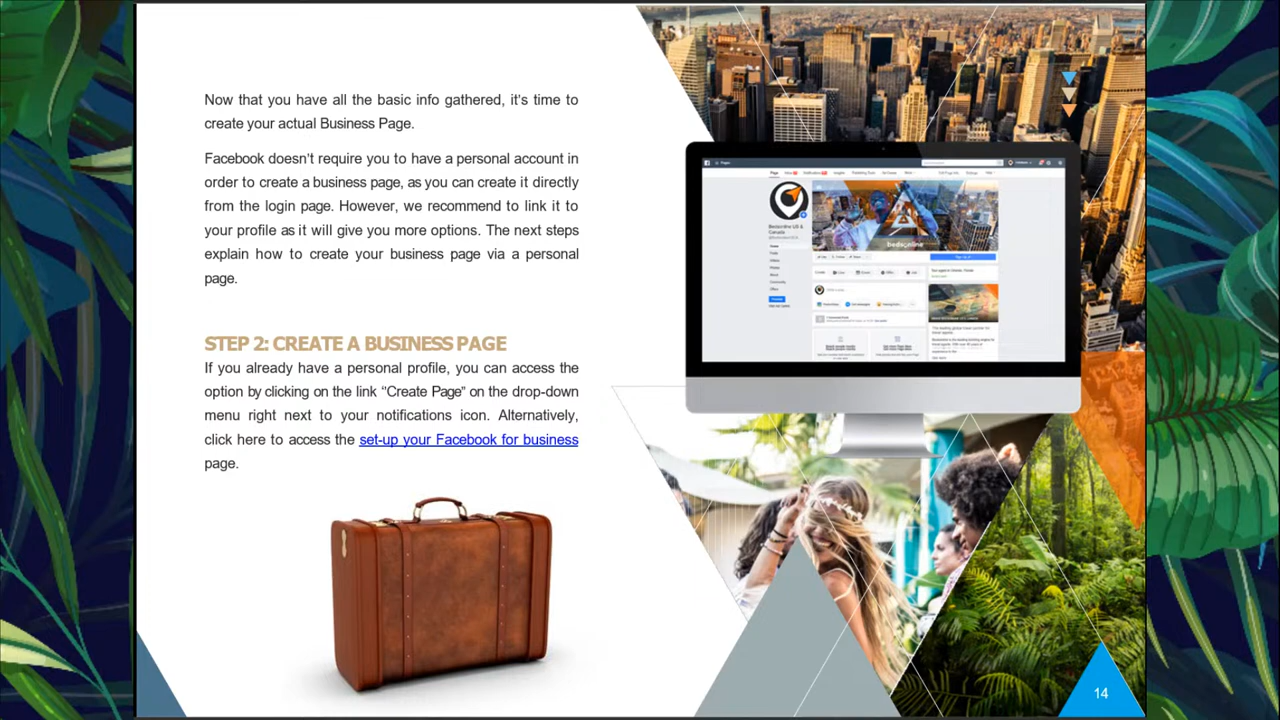 Now that you have all the basic info gathered, it's time to
create your actual Business Page.
Facebook doesn't require you to have a personal account in
order to create a business page, as you can create it directly
from the login page. However, we recommend to link it to
your profile as it will give you more options. The next steps
explain how to create your business page via a personal
page.
STEP 2: CREATE A BUSINESS PAGE
If you already have a personal profile, you can access the
option by clicking on the link “Create Page” on the drop-down
menu right next to your notifications icon. Alternatively,
click here to access the set-up your Facebook for business
page.
Bedsonline US &
Canada
bedsonline
14